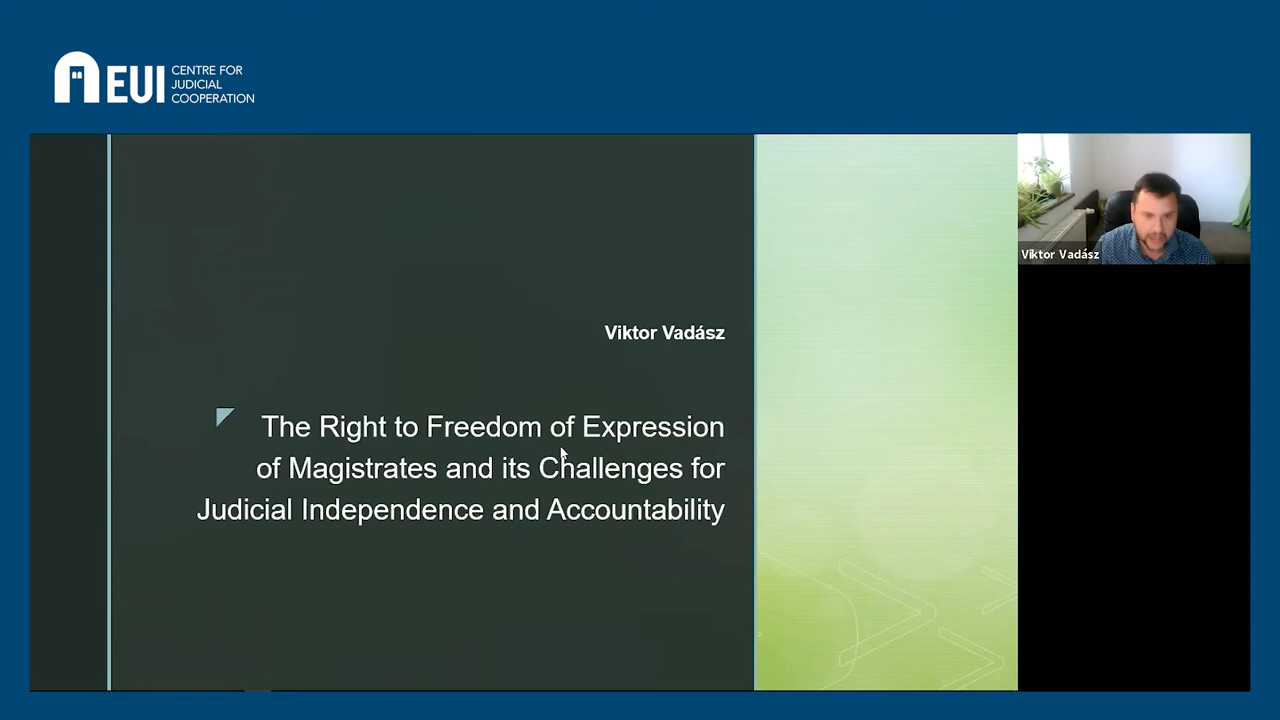 EUI
CENTRE FOR
JUDICIAL
COOPERATION
Viktor Vadász
The Right to Freedom of Expression
of Magistrates and its Challenges for
Judicial Independence and Accountability
Viktor Vadász